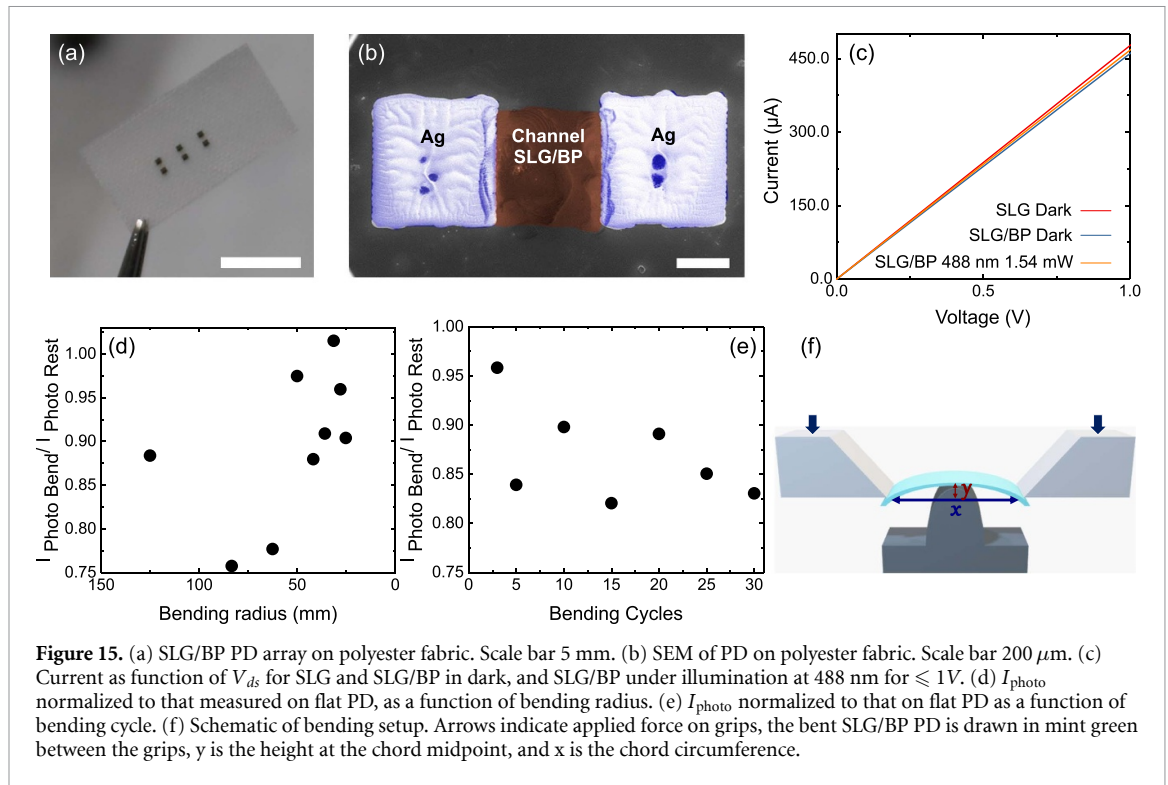 (a)
(b)
Ag
Channel
SLG/BP
Ag
(c)
Current (µA)
450.0
300.0
150.0
0.0
SLG Dark
SLG/BP Dark
SLG/BP 488 nm 1.54 mW
0.0 0.5 1.0
Voltage (V)
(d)
I Photo Bend/ I Photo Rest
1.00
0.95
0.90
0.85
0.80
0.75
150 100 50 0
Bending radius (mm)
(e)
I Photo Bend/ I Photo Rest
1.00
0.95
0.90
0.85
0.80
0.75
0 5 10 15 20 25 30
Bending Cycles
(f)
y
x
Figure 15. (a) SLG/BP PD array on polyester fabric. Scale bar 5 mm. (b) SEM of PD on polyester fabric. Scale bar 200 µm. (c)
Current as function of V_ds for SLG and SLG/BP in dark, and SLG/BP under illumination at 488 nm for ⩽ 1V. (d) I_photo
normalized to that measured on flat PD, as a function of bending radius. (e) I_photo normalized to that on flat PD as a function of
bending cycle. (f) Schematic of bending setup. Arrows indicate applied force on grips, the bent SLG/BP PD is drawn in mint green
between the grips, y is the height at the chord midpoint, and x is the chord circumference.